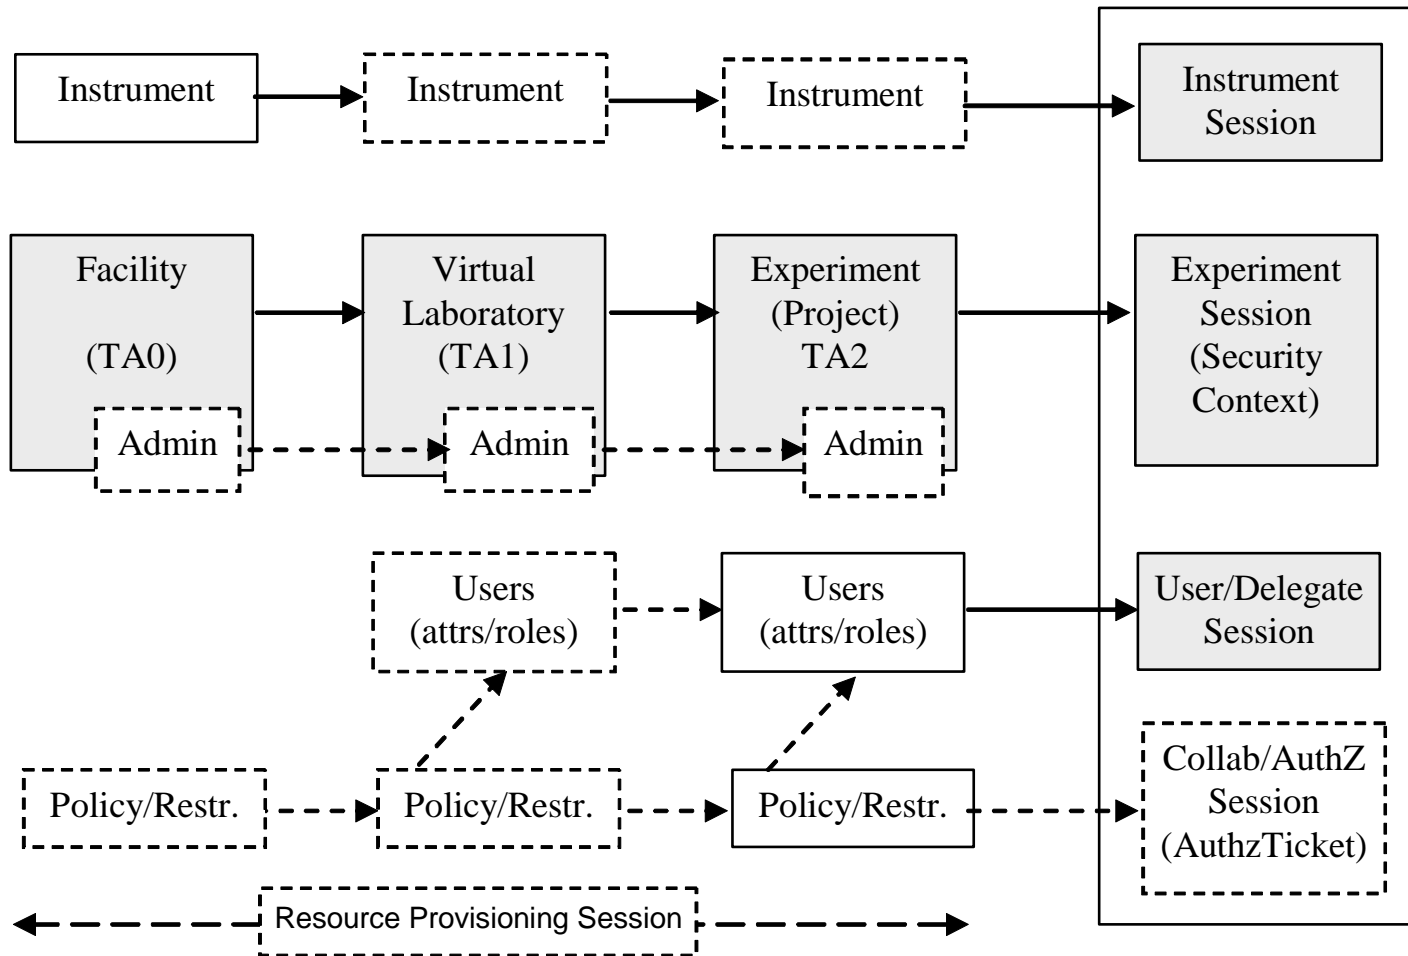 Instrument
Instrument
Instrument
Instrument
Session
Facility
(TA0)
Admin
Virtual
Laboratory
(TA1)
Admin
Experiment
(Project)
TA2
Admin
Experiment
Session
(Security
Context)
Users
(attrs/roles)
Users
(attrs/roles)
User/Delegate
Session
Policy/Restr.
Policy/Restr.
Policy/Restr.
Collab/AuthZ
Session
(AuthzTicket)
Resource Provisioning Session